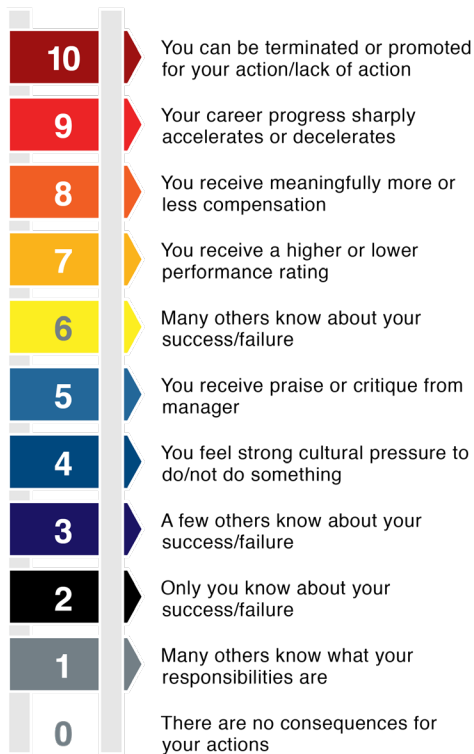 10
You can be terminated or promoted
for your action/lack of action
9
Your career progress sharply
accelerates or decelerates
8
You receive meaningfully more or
less compensation
7
You receive a higher or lower
performance rating
6
Many others know about your
success/failure
5
You receive praise or critique from
manager
4
You feel strong cultural pressure to
do/not do something
3
A few others know about your
success/failure
2
Only you know about your
success/failure
1
Many others know what your
responsibilities are
0
There are no consequences for
your actions